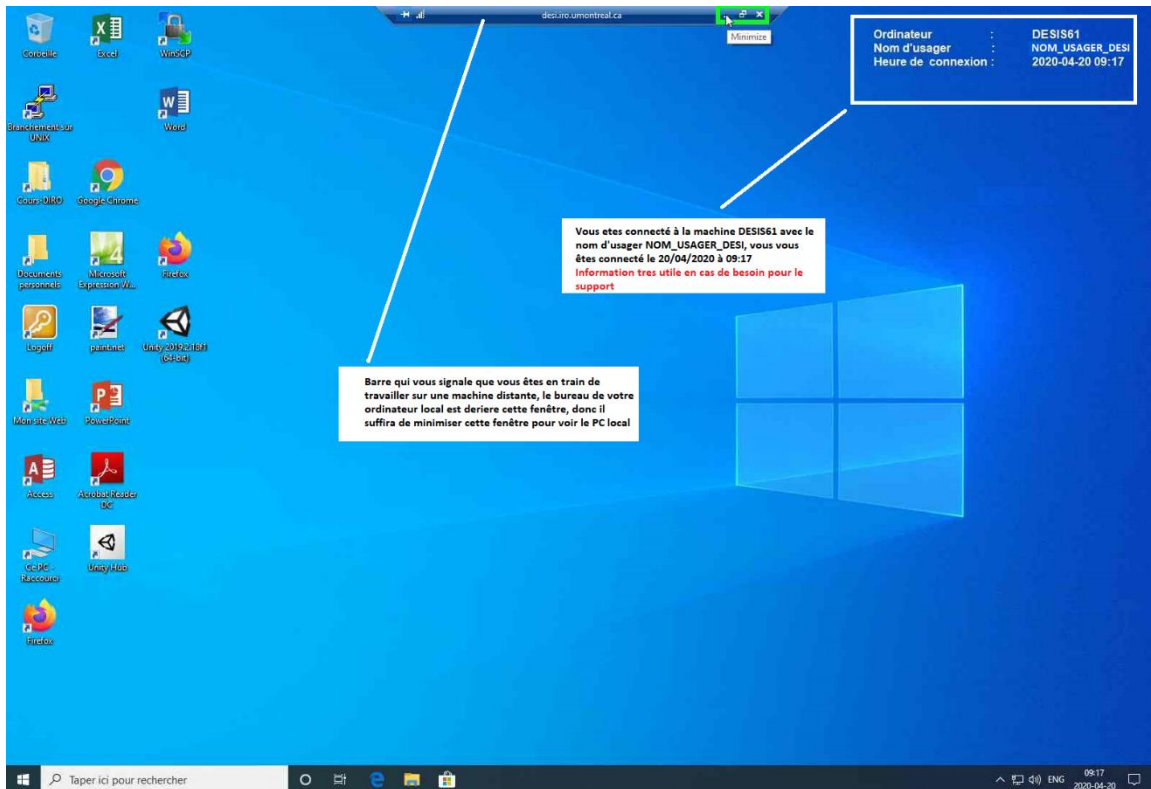 desi.iro.umontreal.ca
Minimize
Ordinateur : DESIS61
Nom d'usager : NOM_USAGER_DESI
Heure de connexion : 2020-04-20 09:17
Corbeille
Excel
WinSCP
Branchement sur
UNIX
Word
Cours-DIRO
Google Chrome
Documents
personnels
Microsoft
Expression W...
Firefox
Logoff
paint.net
Unity 2019.2.18f1
(64-bit)
Mon site Web
PowerPoint
Access
Acrobat Reader
DC
Ce PC -
Raccourci
Unity Hub
Firefox
Vous etes connecté à la machine DESIS61 avec le
nom d'usager NOM_USAGER_DESI, vous vous
êtes connecté le 20/04/2020 à 09:17
Information tres utile en cas de besoin pour le
support
Barre qui vous signale que vous êtes en train de
travailler sur une machine distante, le bureau de votre
ordinateur local est deriere cette fenêtre, donc il
suffira de minimiser cette fenêtre pour voir le PC local
Taper ici pour rechercher
ENG
09:17
2020-04-20